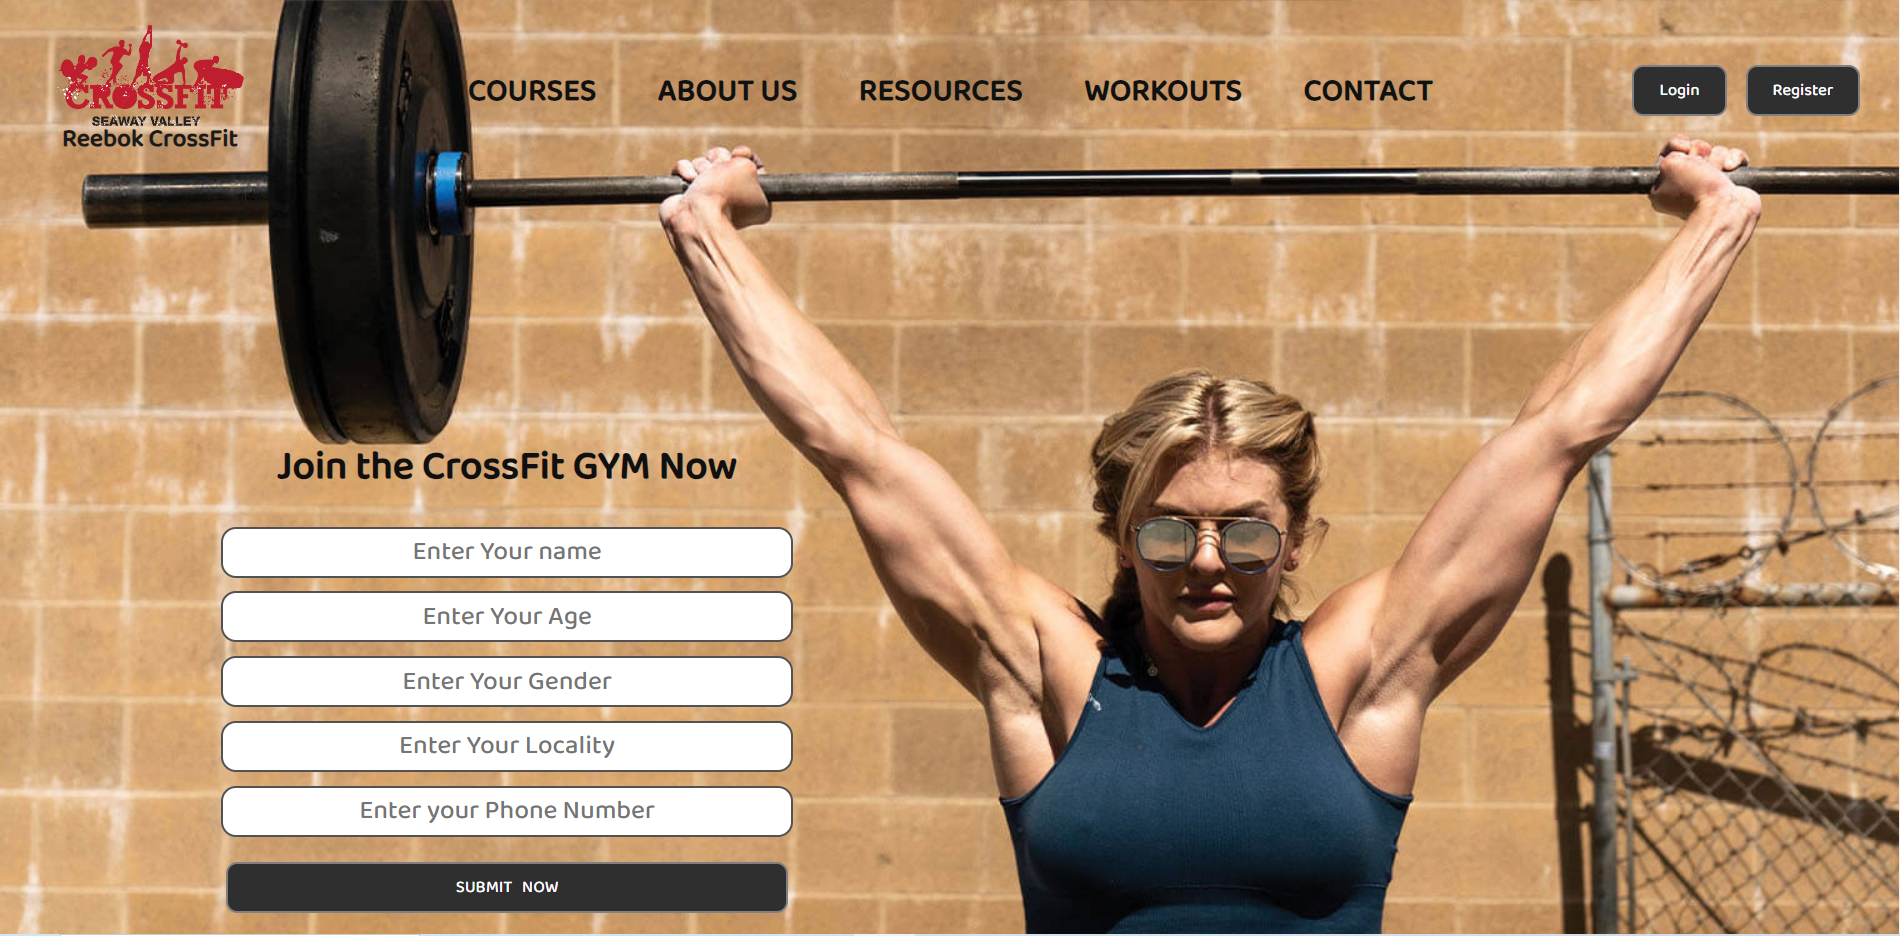 CROSSFIT
SEAWAY VALLEY
Reebok CrossFit
COURSES
ABOUT US
RESOURCES
WORKOUTS
CONTACT
Login
Register
Join the CrossFit GYM Now
Enter Your name
Enter Your Age
Enter Your Gender
Enter Your Locality
Enter your Phone Number
SUBMIT NOW